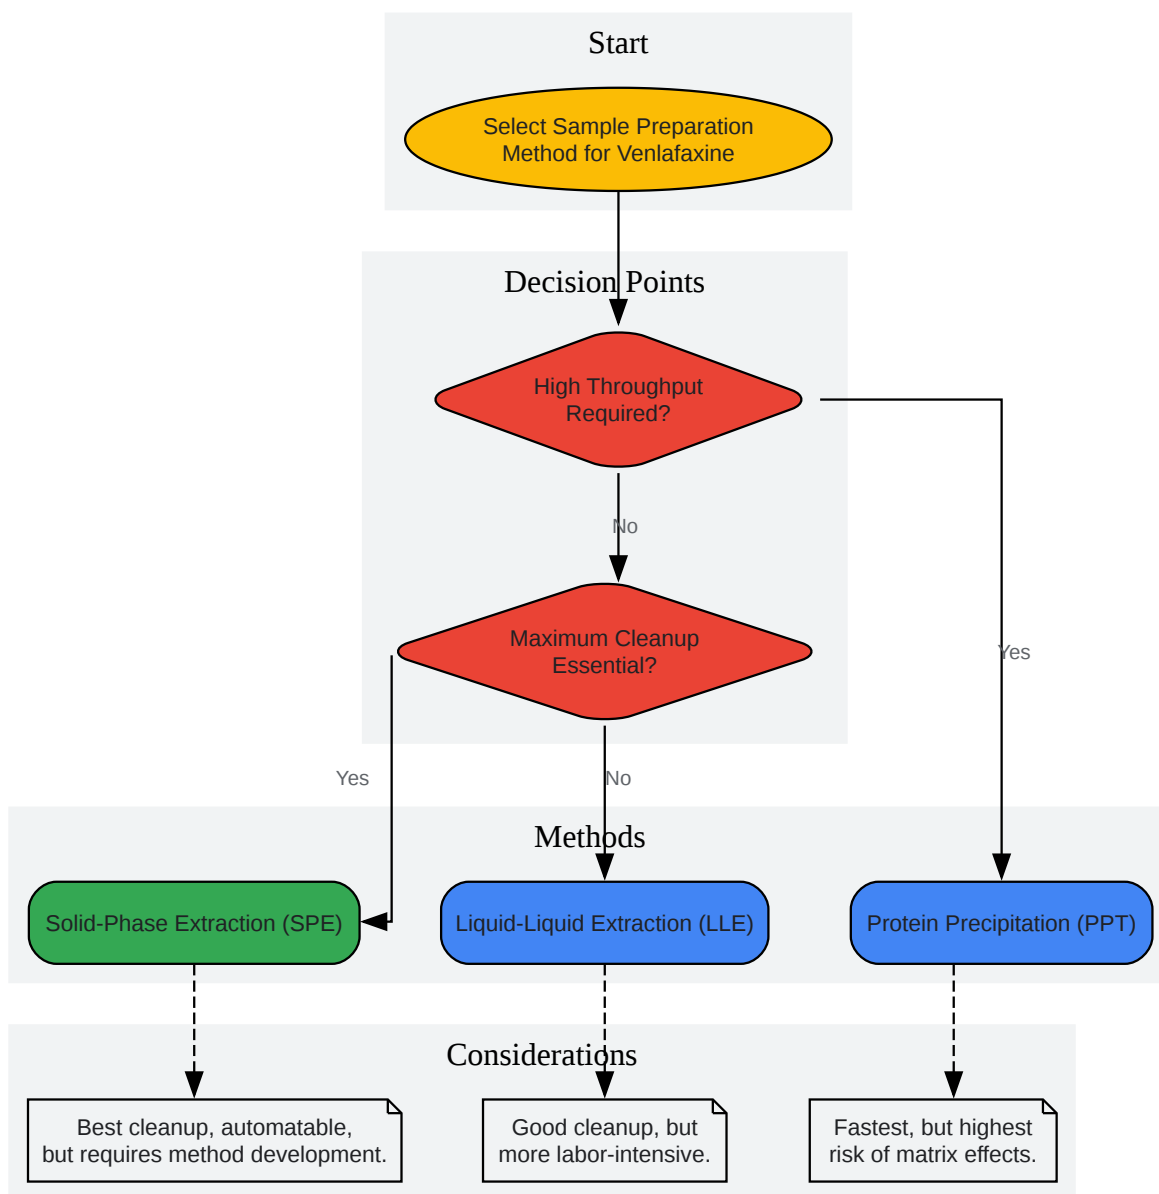 Start
Select Sample Preparation
Method for Venlafaxine
Decision Points
High Throughput
Required?
No
Maximum Cleanup
Essential?
Yes
Yes
No
Methods
Solid-Phase Extraction (SPE)
Liquid-Liquid Extraction (LLE)
Protein Precipitation (PPT)
Considerations
Best cleanup, automatable,
but requires method development.
Good cleanup, but
more labor-intensive.
Fastest, but highest
risk of matrix effects.